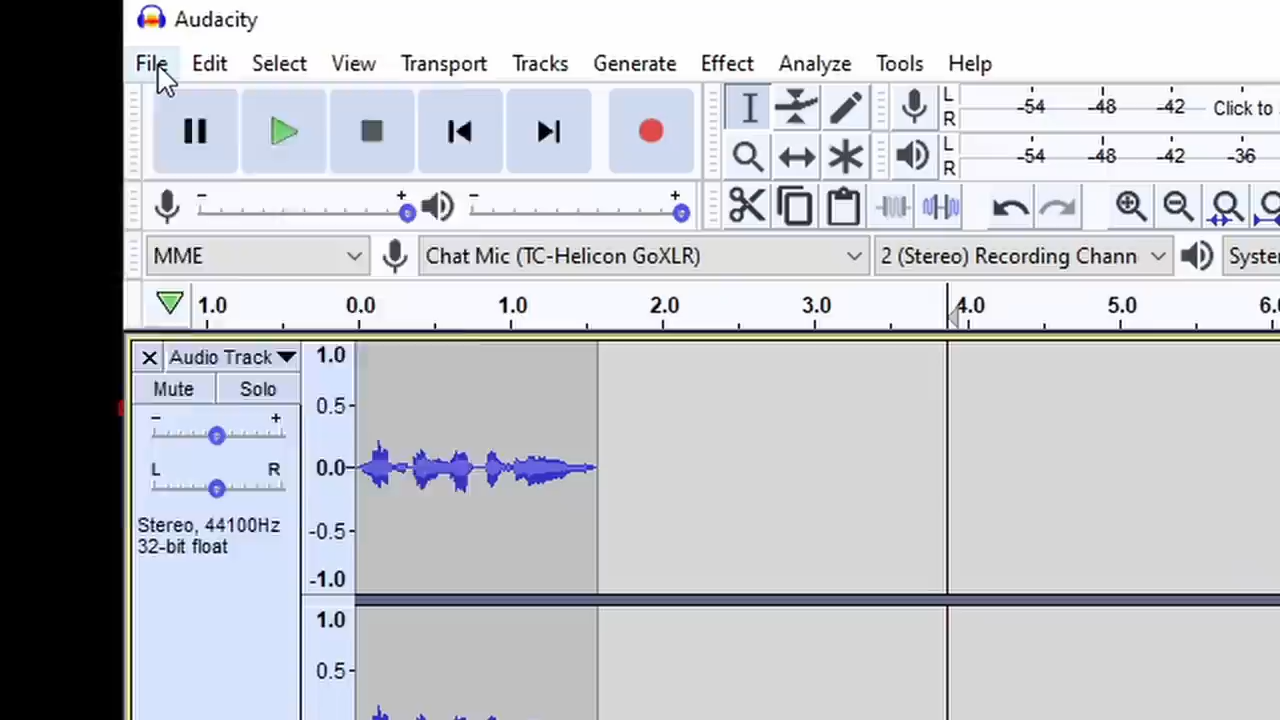 Audacity
File Edit Select View Transport Tracks Generate Effect Analyze Tools Help
L
R
-54 -48 -42 Click to
L
R
-54 -48 -42 -36
- + - +
MME Chat Mic (TC-Helicon GoXLR) 2 (Stereo) Recording Chann Syste
1.0 0.0 1.0 2.0 3.0 4.0 5.0 6.0
Audio Track
Mute Solo
- +
L R
Stereo, 44100Hz
32-bit float
1.0
0.5
0.0
-0.5
-1.0
1.0
0.5